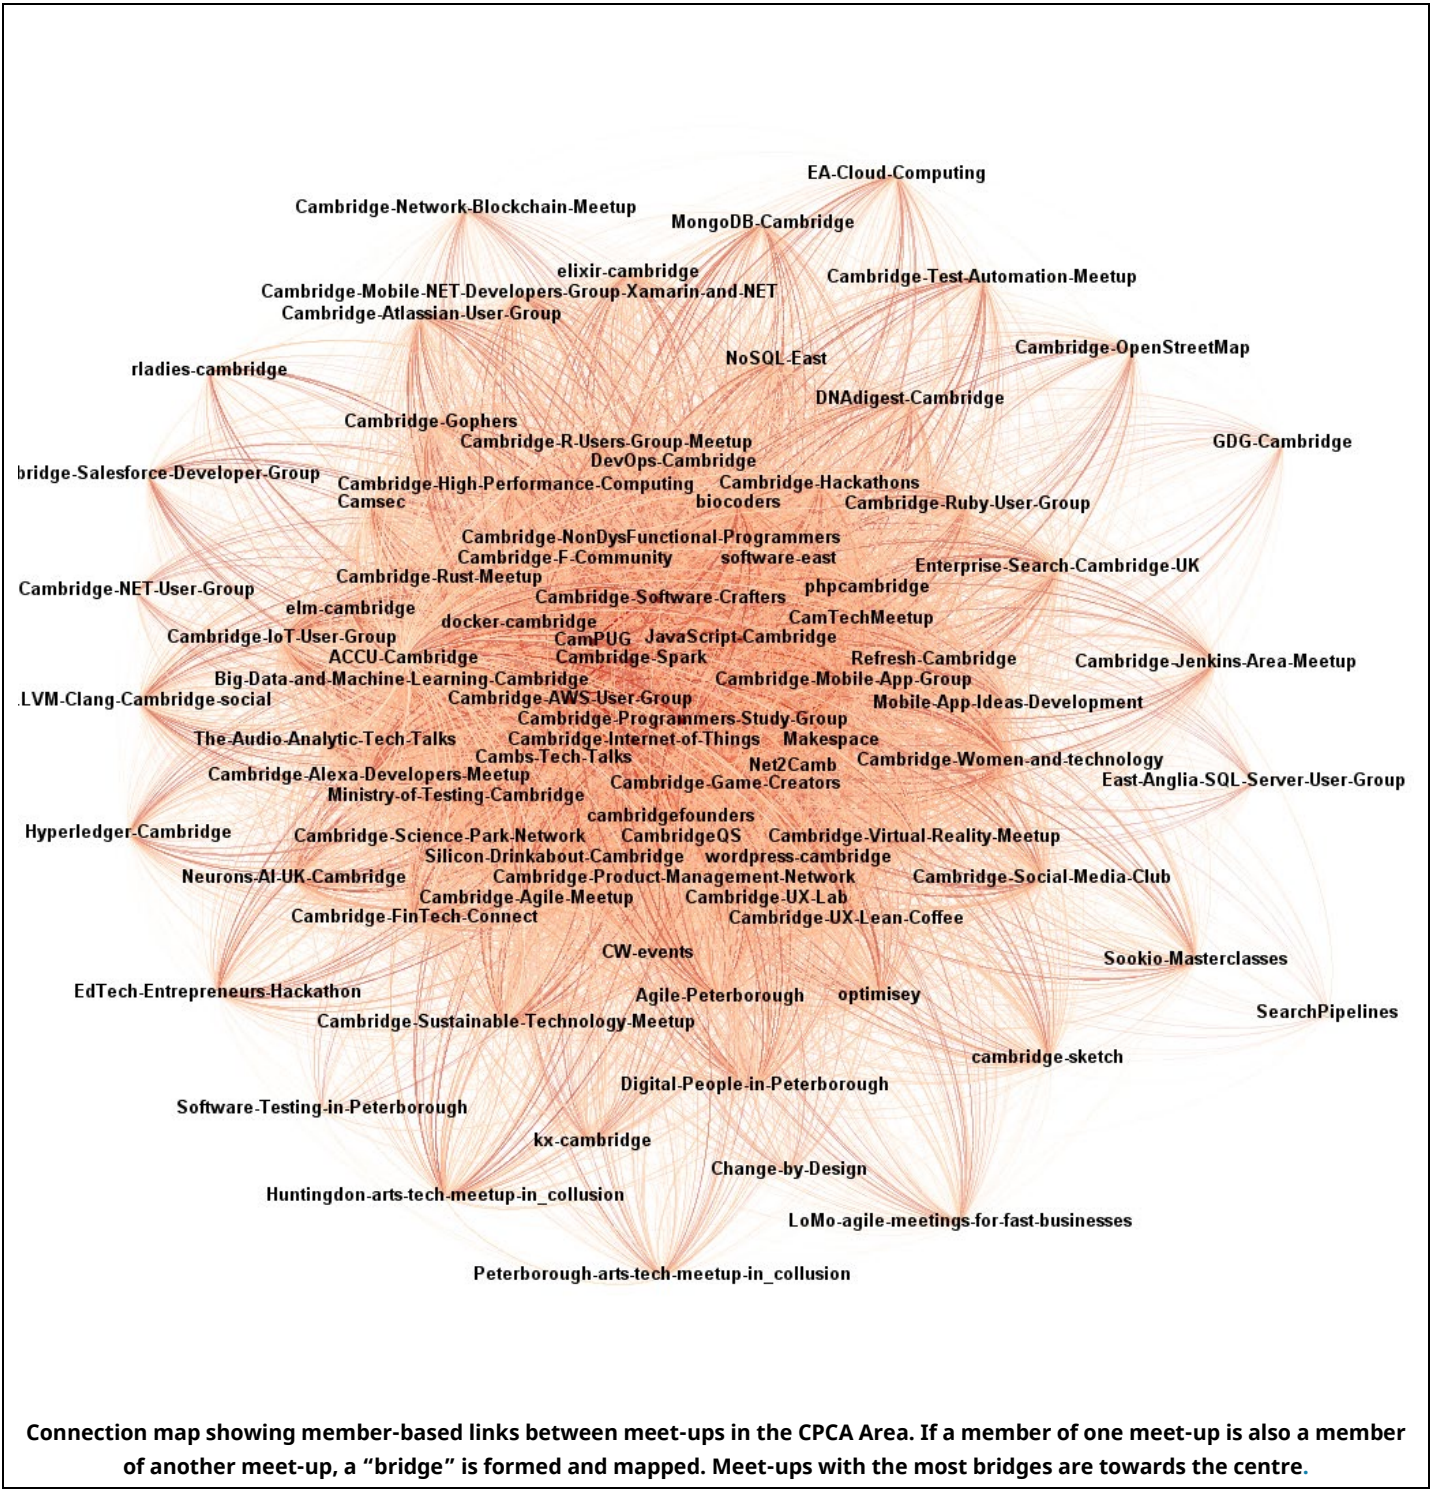 EA-Cloud-Computing
Cambridge-Network-Blockchain-Meetup
MongoDB-Cambridge
elixir-cambridge
Cambridge-Test-Automation-Meetup
Cambridge-Mobile-NET-Developers-Group-Xamarin-and-NET
Cambridge-Atlassian-User-Group
Cambridge-OpenStreetMap
NoSQL-East
rladies-cambridge
DNAdigest-Cambridge
Cambridge-Gophers
Cambridge-R-Users-Group-Meetup
GDG-Cambridge
DevOps-Cambridge
bridge-Salesforce-Developer-Group
Cambridge-High-Performance-Computing
Cambridge-Hackathons
Camsec
biocoders
Cambridge-Ruby-User-Group
Cambridge-NonDysFunctional-Programmers
Cambridge-F-Community
software-east
Enterprise-Search-Cambridge-UK
Cambridge-Rust-Meetup
phpcambridge
Cambridge-NET-User-Group
Cambridge-Software-Crafters
elm-cambridge
docker-cambridge
CamTechMeetup
Cambridge-IoT-User-Group
CamPUG
JavaScript-Cambridge
ACCU-Cambridge
Cambridge-Spark
Refresh-Cambridge
Cambridge-Jenkins-Area-Meetup
Big-Data-and-Machine-Learning-Cambridge
Cambridge-Mobile-App-Group
.LVM-Clang-Cambridge-social
Cambridge-AWS-User-Group
Mobile-App-Ideas-Development
Cambridge-Programmers-Study-Group
The-Audio-Analytic-Tech-Talks
Cambridge-Internet-of-Things
Makespace
Cambs-Tech-Talks
Net2Camb
Cambridge-Women-and-technology
Cambridge-Alexa-Developers-Meetup
Cambridge-Game-Creators
East-Anglia-SQL-Server-User-Group
Ministry-of-Testing-Cambridge
cambridgefounders
Hyperledger-Cambridge
Cambridge-Science-Park-Network
CambridgeQS
Cambridge-Virtual-Reality-Meetup
Silicon-Drinkabout-Cambridge
wordpress-cambridge
Neurons-AI-UK-Cambridge
Cambridge-Product-Management-Network
Cambridge-Social-Media-Club
Cambridge-Agile-Meetup
Cambridge-UX-Lab
Cambridge-FinTech-Connect
Cambridge-UX-Lean-Coffee
CW-events
Sookio-Masterclasses
EdTech-Entrepreneurs-Hackathon
Agile-Peterborough
optimisey
SearchPipelines
Cambridge-Sustainable-Technology-Meetup
cambridge-sketch
Digital-People-in-Peterborough
Software-Testing-in-Peterborough
kx-cambridge
Change-by-Design
Huntingdon-arts-tech-meetup-in_collusion
LoMo-agile-meetings-for-fast-businesses
Peterborough-arts-tech-meetup-in_collusion
Connection map showing member-based links between meet-ups in the CPCA Area. If a member of one meet-up is also a member
of another meet-up, a “bridge” is formed and mapped. Meet-ups with the most bridges are towards the centre.